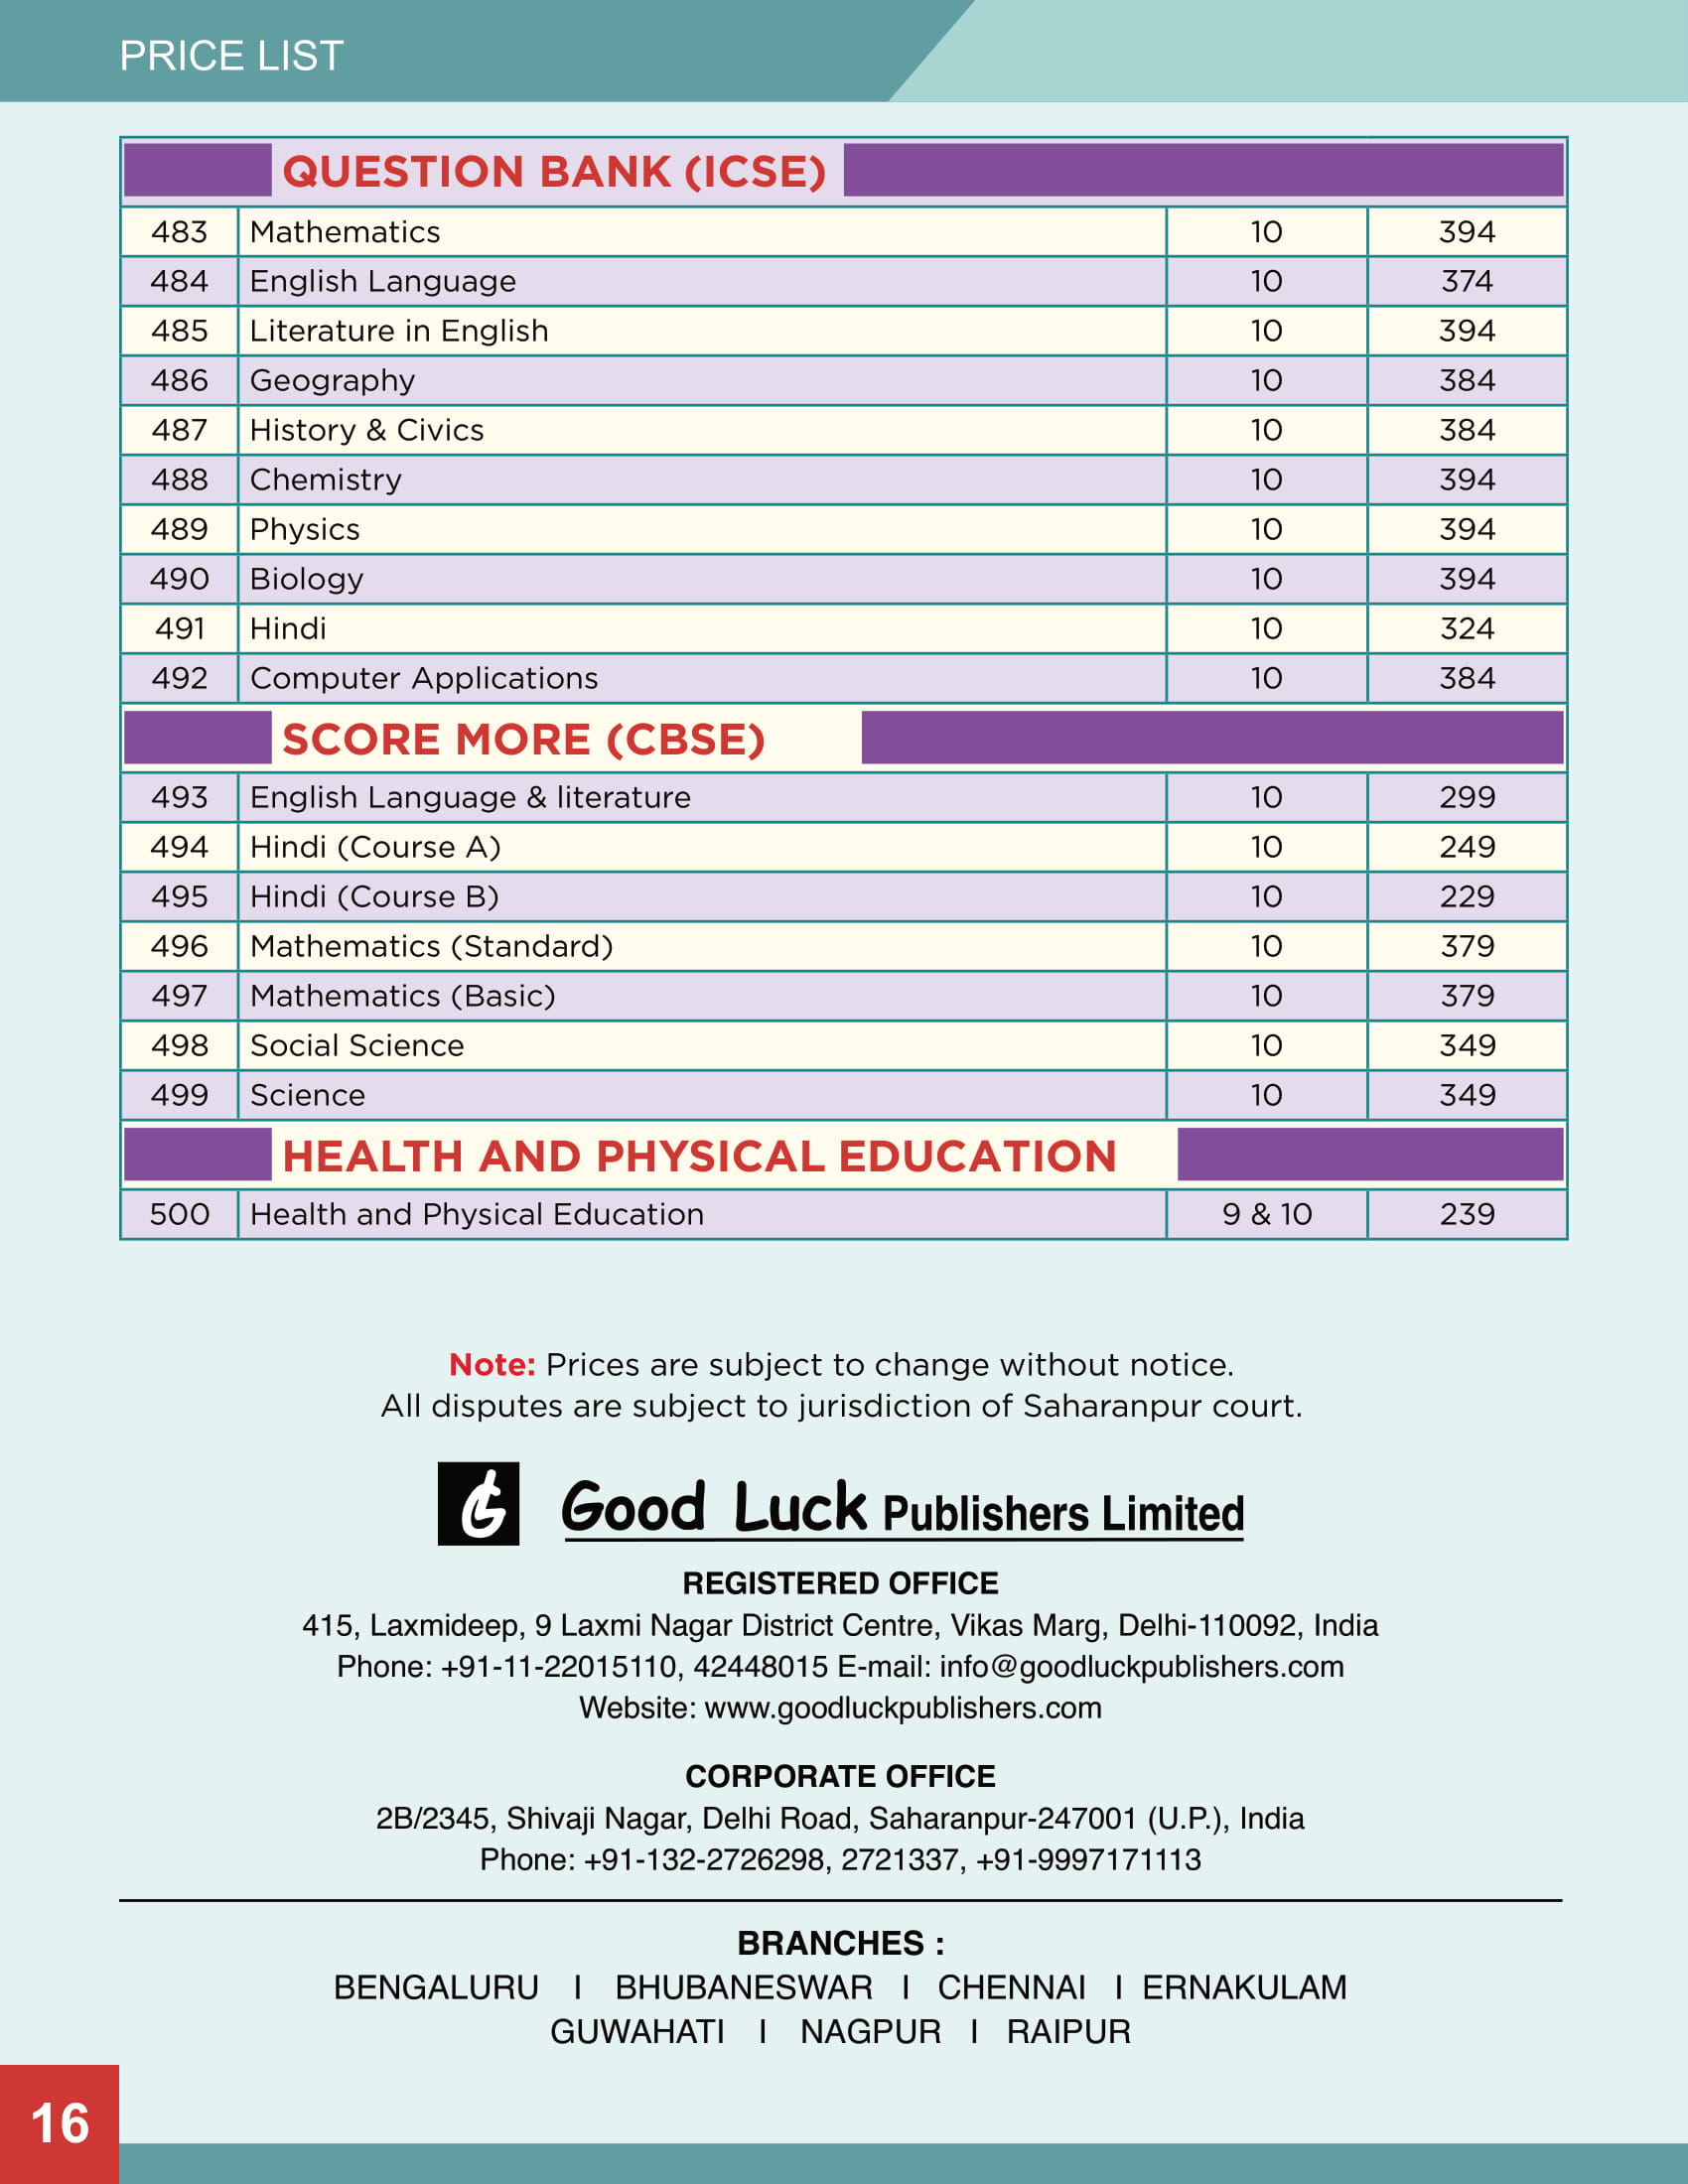 PRICE LIST
QUESTION BANK (ICSE)
483 Mathematics 10 394
484 English Language 10 374
485 Literature in English 10 394
486 Geography 10 384
487 History & Civics 10 384
488 Chemistry 10 394
489 Physics 10 394
490 Biology 10 394
491 Hindi 10 324
492 Computer Applications 10 384
SCORE MORE (CBSE)
493 English Language & literature 10 299
494 Hindi (Course A) 10 249
495 Hindi (Course B) 10 229
496 Mathematics (Standard) 10 379
497 Mathematics (Basic) 10 379
498 Social Science 10 349
499 Science 10 349
HEALTH AND PHYSICAL EDUCATION
500 Health and Physical Education 9 & 10 239
Note: Prices are subject to change without notice.
All disputes are subject to jurisdiction of Saharanpur court.
G Good Luck Publishers Limited
REGISTERED OFFICE
415, Laxmideep, 9 Laxmi Nagar District Centre, Vikas Marg, Delhi-110092, India
Phone: +91-11-22015110, 42448015 E-mail: info@goodluckpublishers.com
Website: www.goodluckpublishers.com
CORPORATE OFFICE
2B/2345, Shivaji Nagar, Delhi Road, Saharanpur-247001 (U.P.), India
Phone: +91-132-2726298, 2721337, +91-9997171113
BRANCHES :
BENGALURU I BHUBANESWAR I CHENNAI I ERNAKULAM
GUWAHATI I NAGPUR I RAIPUR
16